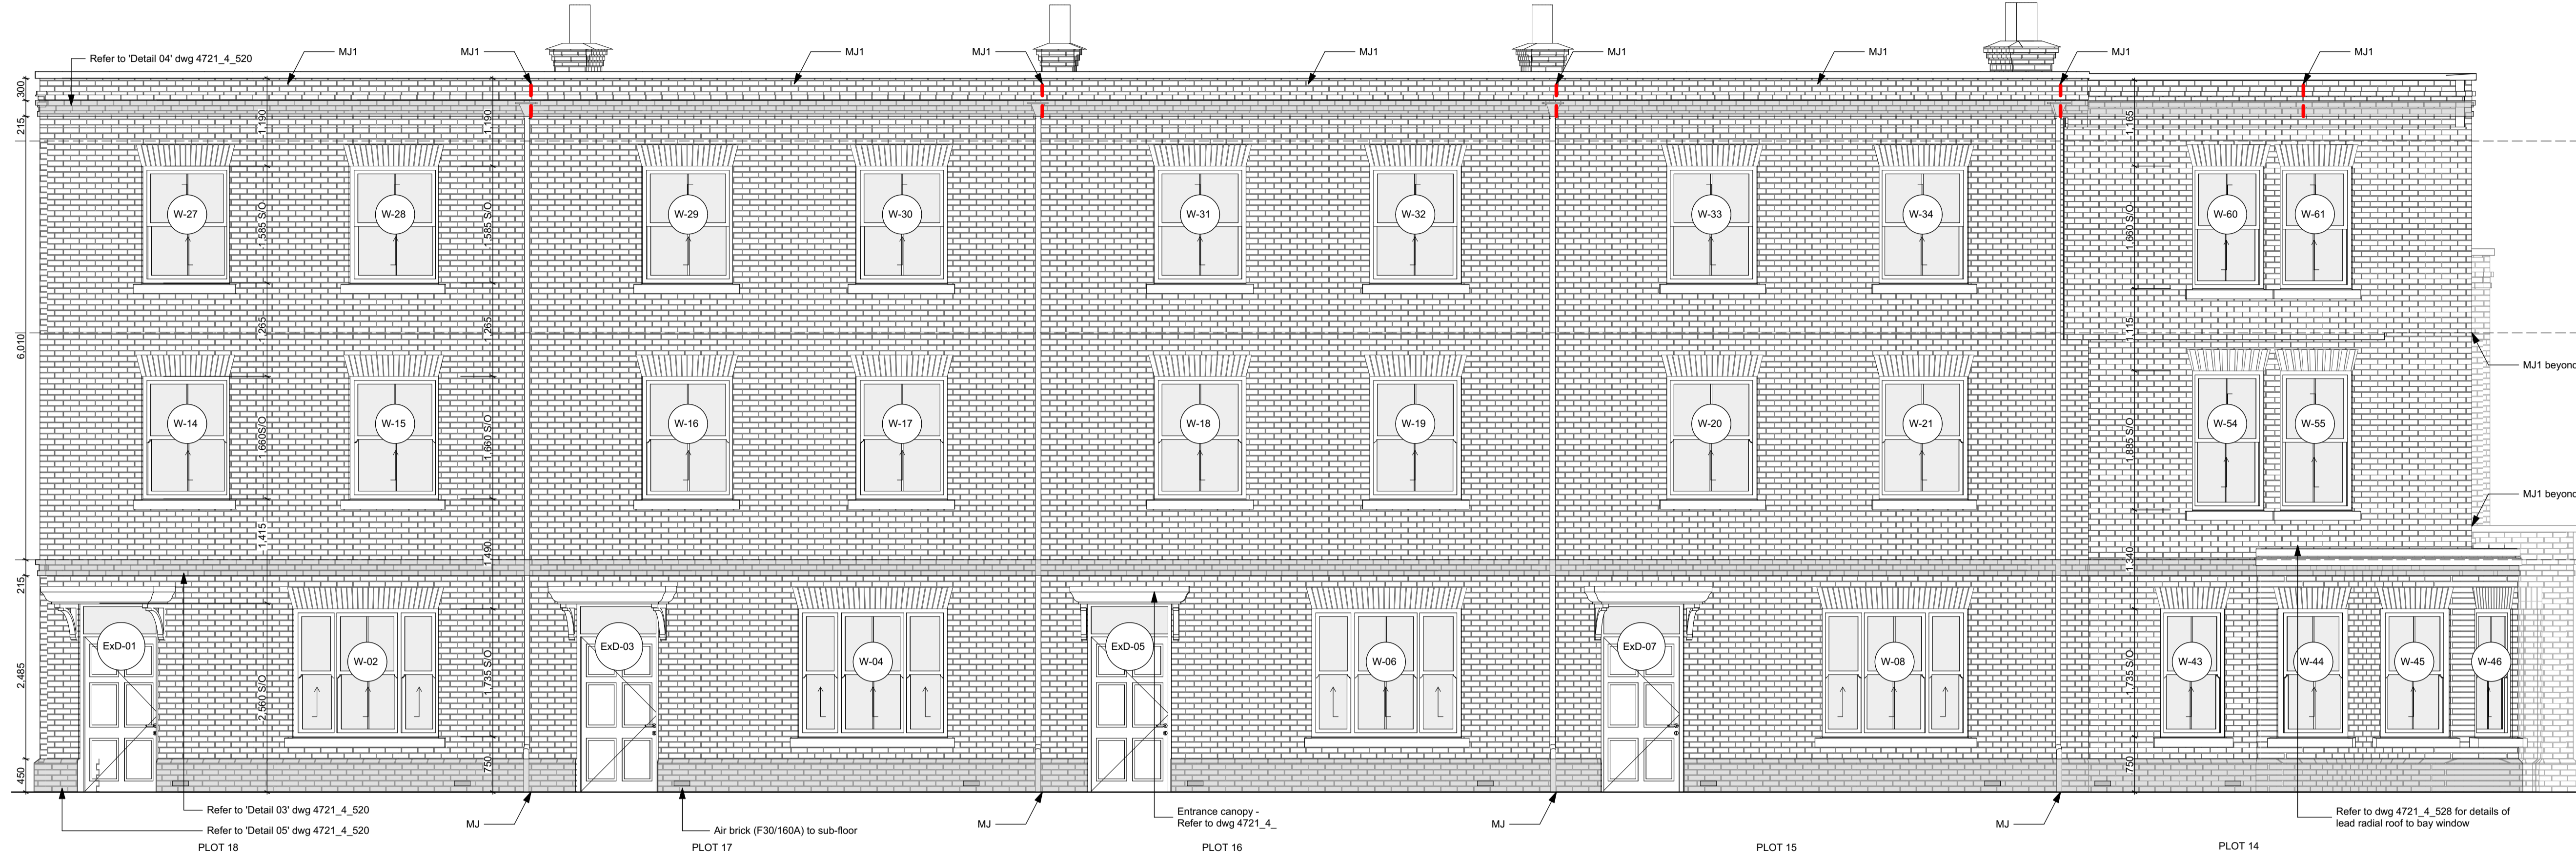 MJ1
MJ1
MJ1
MJ1
MJ1
MJ1
MJ1
MJ1
MJ1
Refer to 'Detail 04' dwg 4721_4_520
300
215
6,010
215
2,485
450
1,190
1,190
1,165
W-27
W-28
W-29
W-30
W-31
W-32
W-33
W-34
W-60
W-61
1,585 S/O
1,585 S/O
1,660 S/O
1,265
1,265
1,115
MJ1 beyond
W-14
W-15
W-16
W-17
W-18
W-19
W-20
W-21
W-54
W-55
1,660S/O
1,660 S/O
1,885 S/O
MJ1 beyond
1,415
1,490
1,340
ExD-01
W-02
ExD-03
W-04
ExD-05
W-06
ExD-07
W-08
W-43
W-44
W-45
W-46
2,560 S/O
1,735 S/O
1,735 S/O
750
750
Refer to 'Detail 03' dwg 4721_4_520
Refer to 'Detail 05' dwg 4721_4_520
MJ
Air brick (F30/160A) to sub-floor
MJ
Entrance canopy -
Refer to dwg 4721_4_
MJ
MJ
Refer to dwg 4721_4_528 for details of
lead radial roof to bay window
PLOT 18
PLOT 17
PLOT 16
PLOT 15
PLOT 14